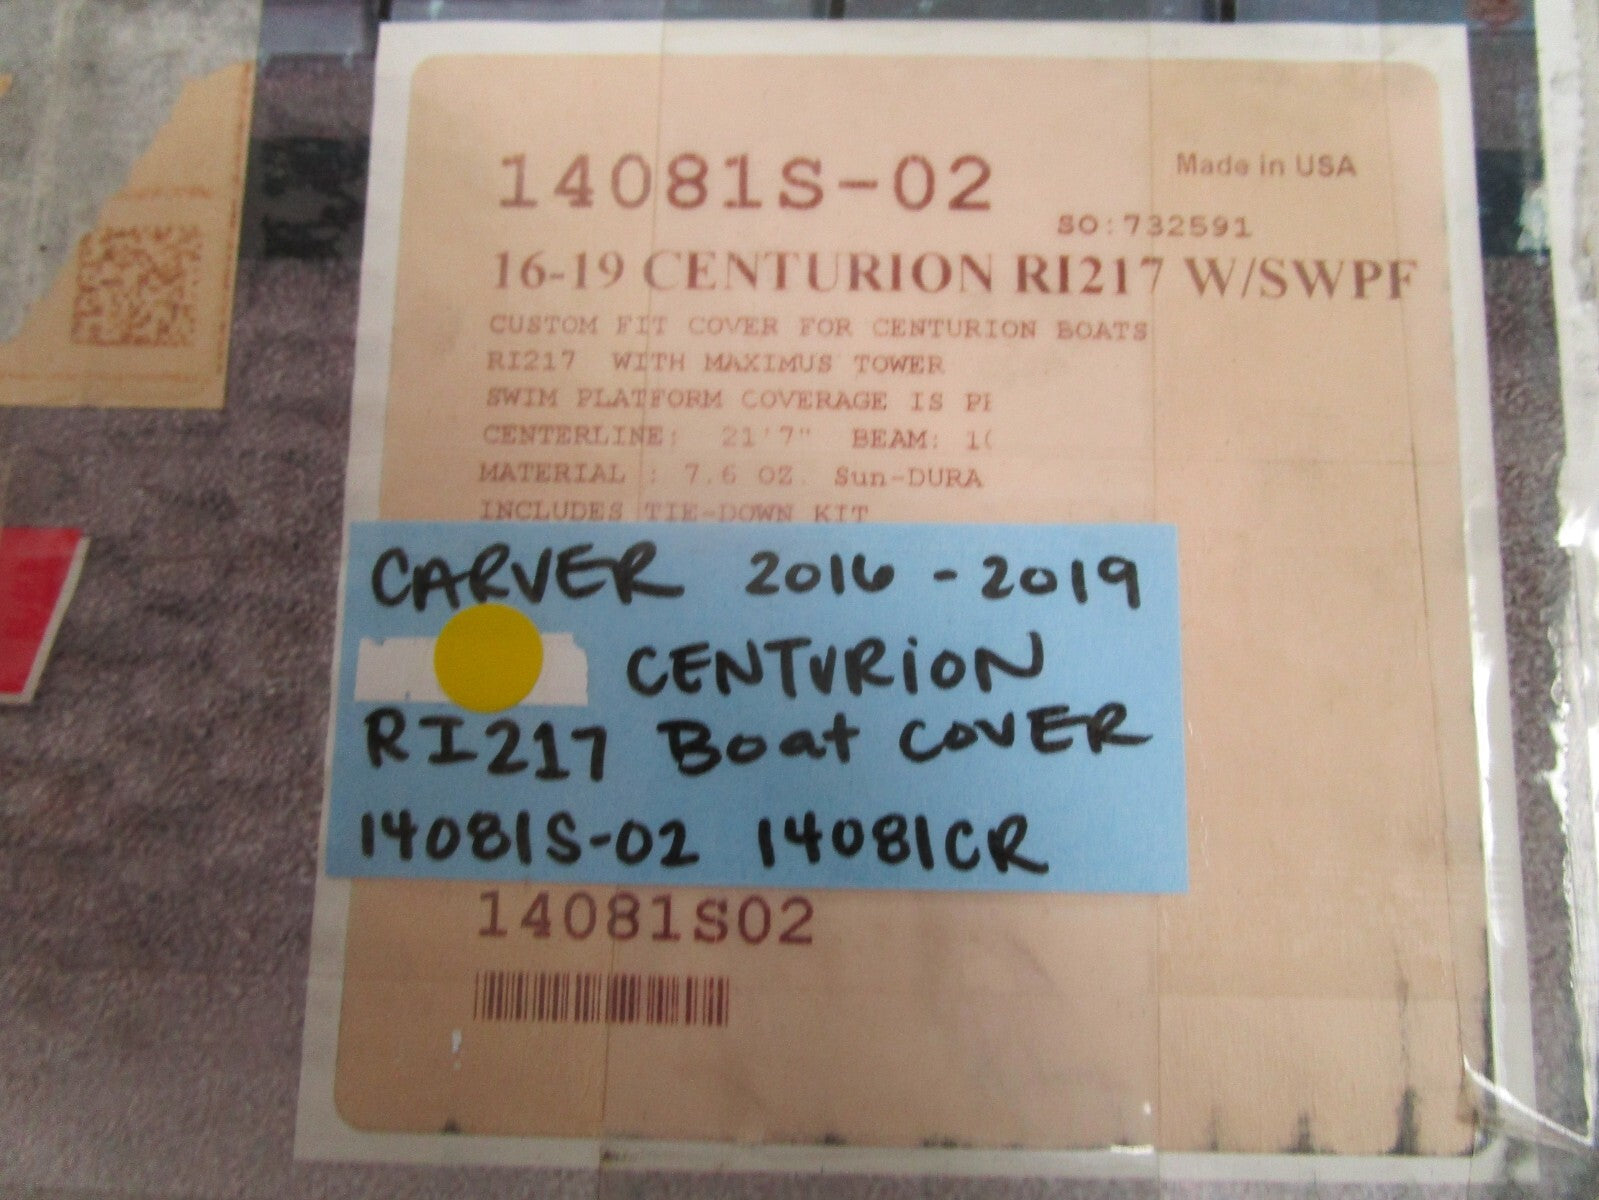 14081S-02
Made in USA
SO:732591
16-19 CENTURION RI217 W/SWPF
CUSTOM FIT COVER FOR CENTURION BOATS
RI217 WITH MAXIMUS TOWER
SWIM PLATFORM COVERAGE IS
CENTERLINE: 21'7" BEAM:
MATERIAL : 7.6 OZ. Sun-DURA
INCLUDES TIE-DOWN KIT
CARVER 2016 - 2019
CENTURION
RI217 Boat COVER
14081S-02 14081CR
14081S02